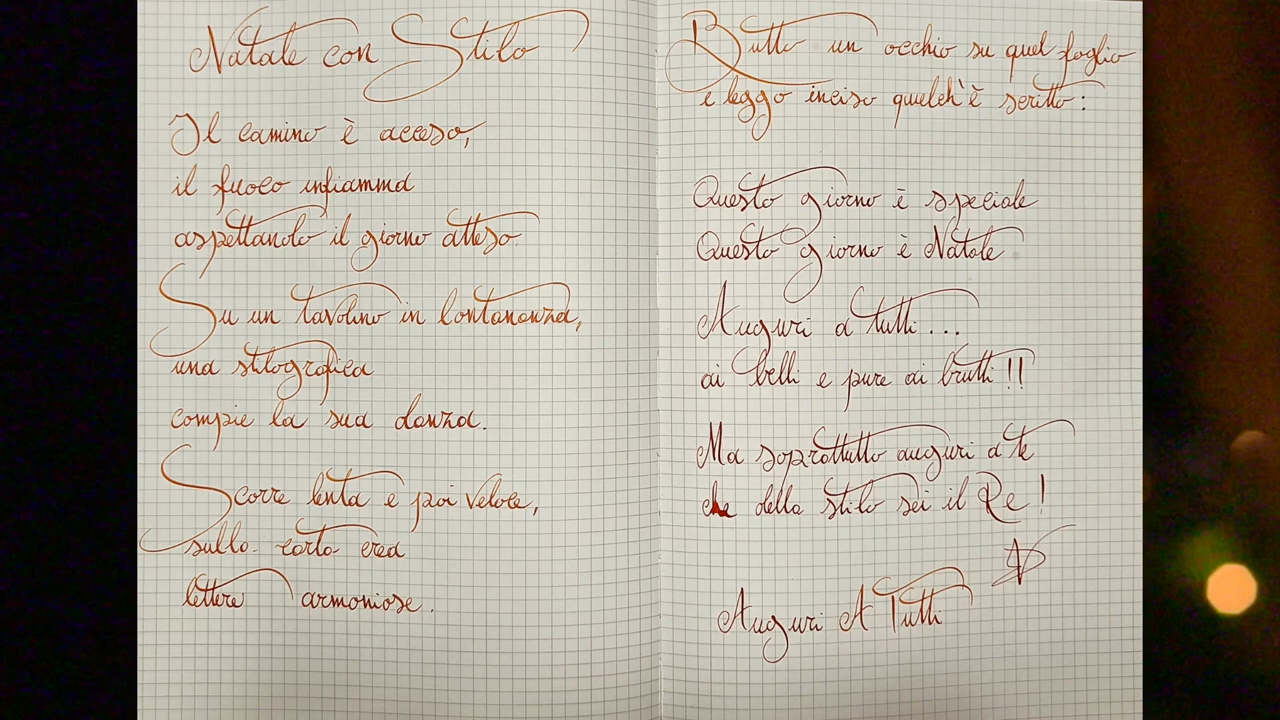 Natale con Stilo
Il camino è acceso,
il fuoco infiamma
aspettando il giorno atteso.
Su un tavolino in lontananza,
una stilografica
compie la sua danza.
Scorre lenta e poi veloce,
sulla carta crea
lettere armoniose.
Butto un occhio su quel foglio
e leggo inciso quelch'è scritto:
Questo giorno è speciale
Questo giorno è Natale
Auguri a tutti...
ai belli e pure ai brutti!!
Ma soprattutto auguri a te
che della stilo sei il Re!
Auguri A Tutti